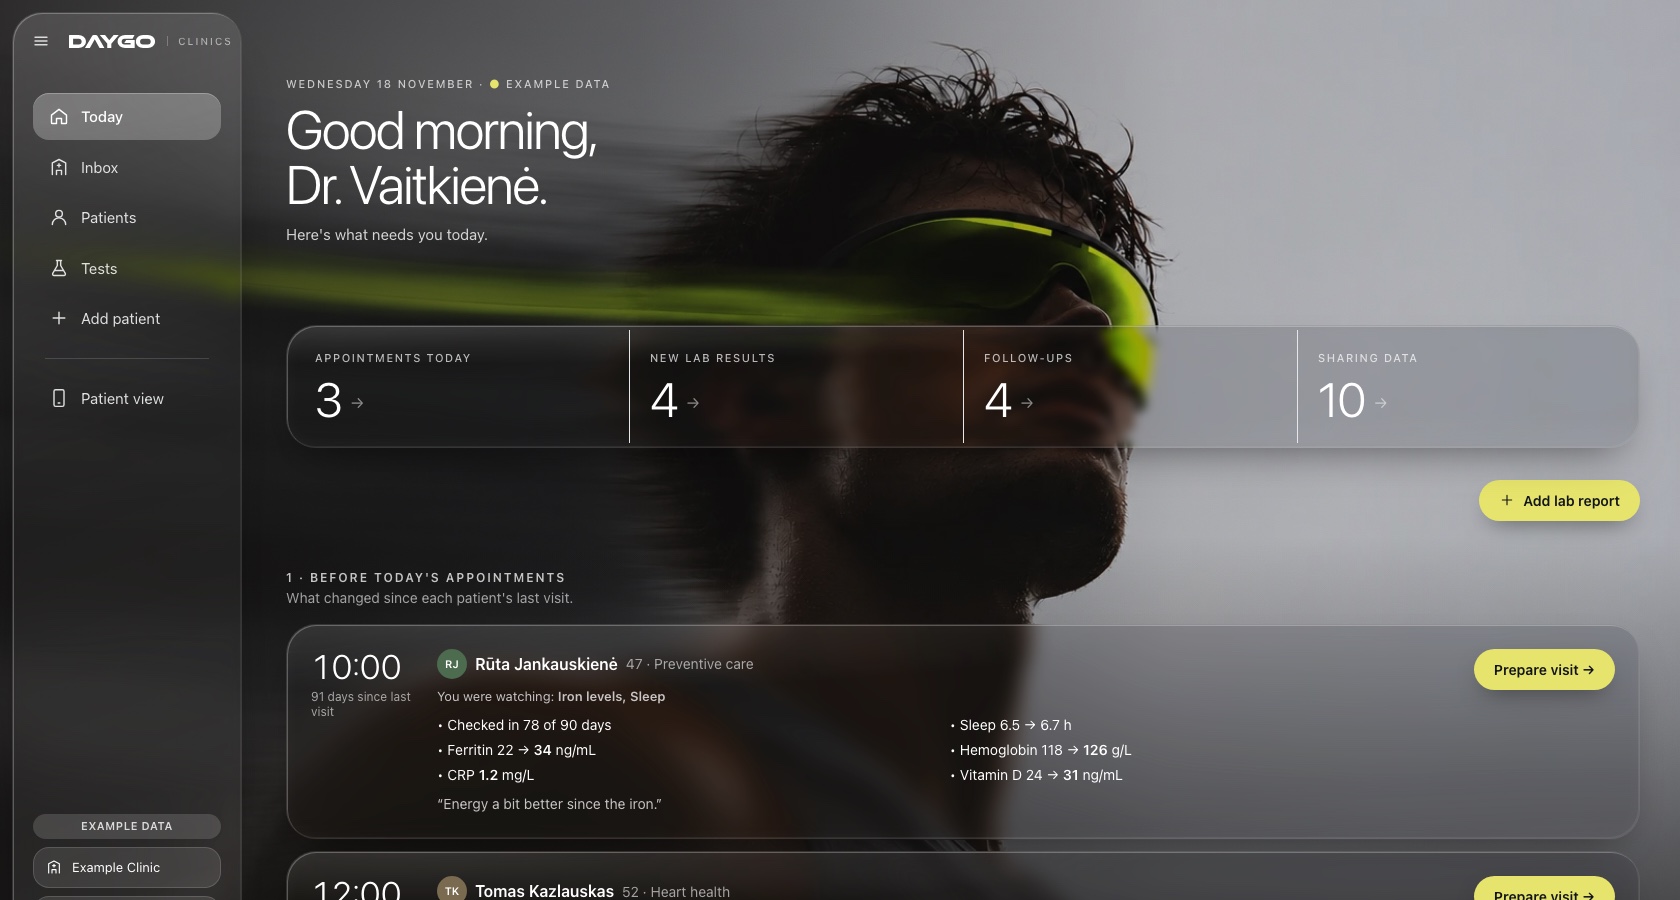 DAYGO | CLINICS
Today
Inbox
Patients
Tests
Add patient
Patient view
EXAMPLE DATA
Example Clinic
WEDNESDAY 18 NOVEMBER · EXAMPLE DATA
Good morning,
Dr. Vaitkienė.
Here's what needs you today.
APPOINTMENTS TODAY
3 →
NEW LAB RESULTS
4 →
FOLLOW-UPS
4 →
SHARING DATA
10 →
+ Add lab report
1 · BEFORE TODAY'S APPOINTMENTS
What changed since each patient's last visit.
10:00
91 days since last
visit
RJ Rūta Jankauskienė 47 · Preventive care
Prepare visit →
You were watching: Iron levels, Sleep
• Checked in 78 of 90 days
• Sleep 6.5 → 6.7 h
• Ferritin 22 → 34 ng/mL
• Hemoglobin 118 → 126 g/L
• CRP 1.2 mg/L
• Vitamin D 24 → 31 ng/mL
“Energy a bit better since the iron.”
12:00
TK Tomas Kazlauskas 52 · Heart health
Prepare visit →